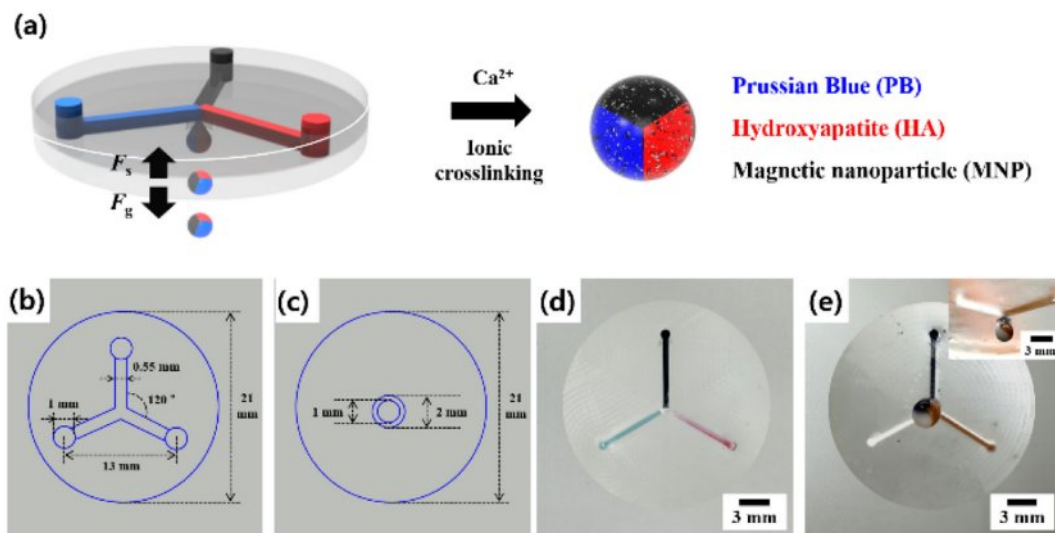 (a)
Fs
Fg
Ca2+
Ionic
crosslinking
Prussian Blue (PB)
Hydroxyapatite (HA)
Magnetic nanoparticle (MNP)
(b)
0.55 mm
120 °
1 mm
13 mm
21
mm
(c)
1 mm
2 mm
21
mm
(d)
3 mm
(e)
3 mm
3 mm